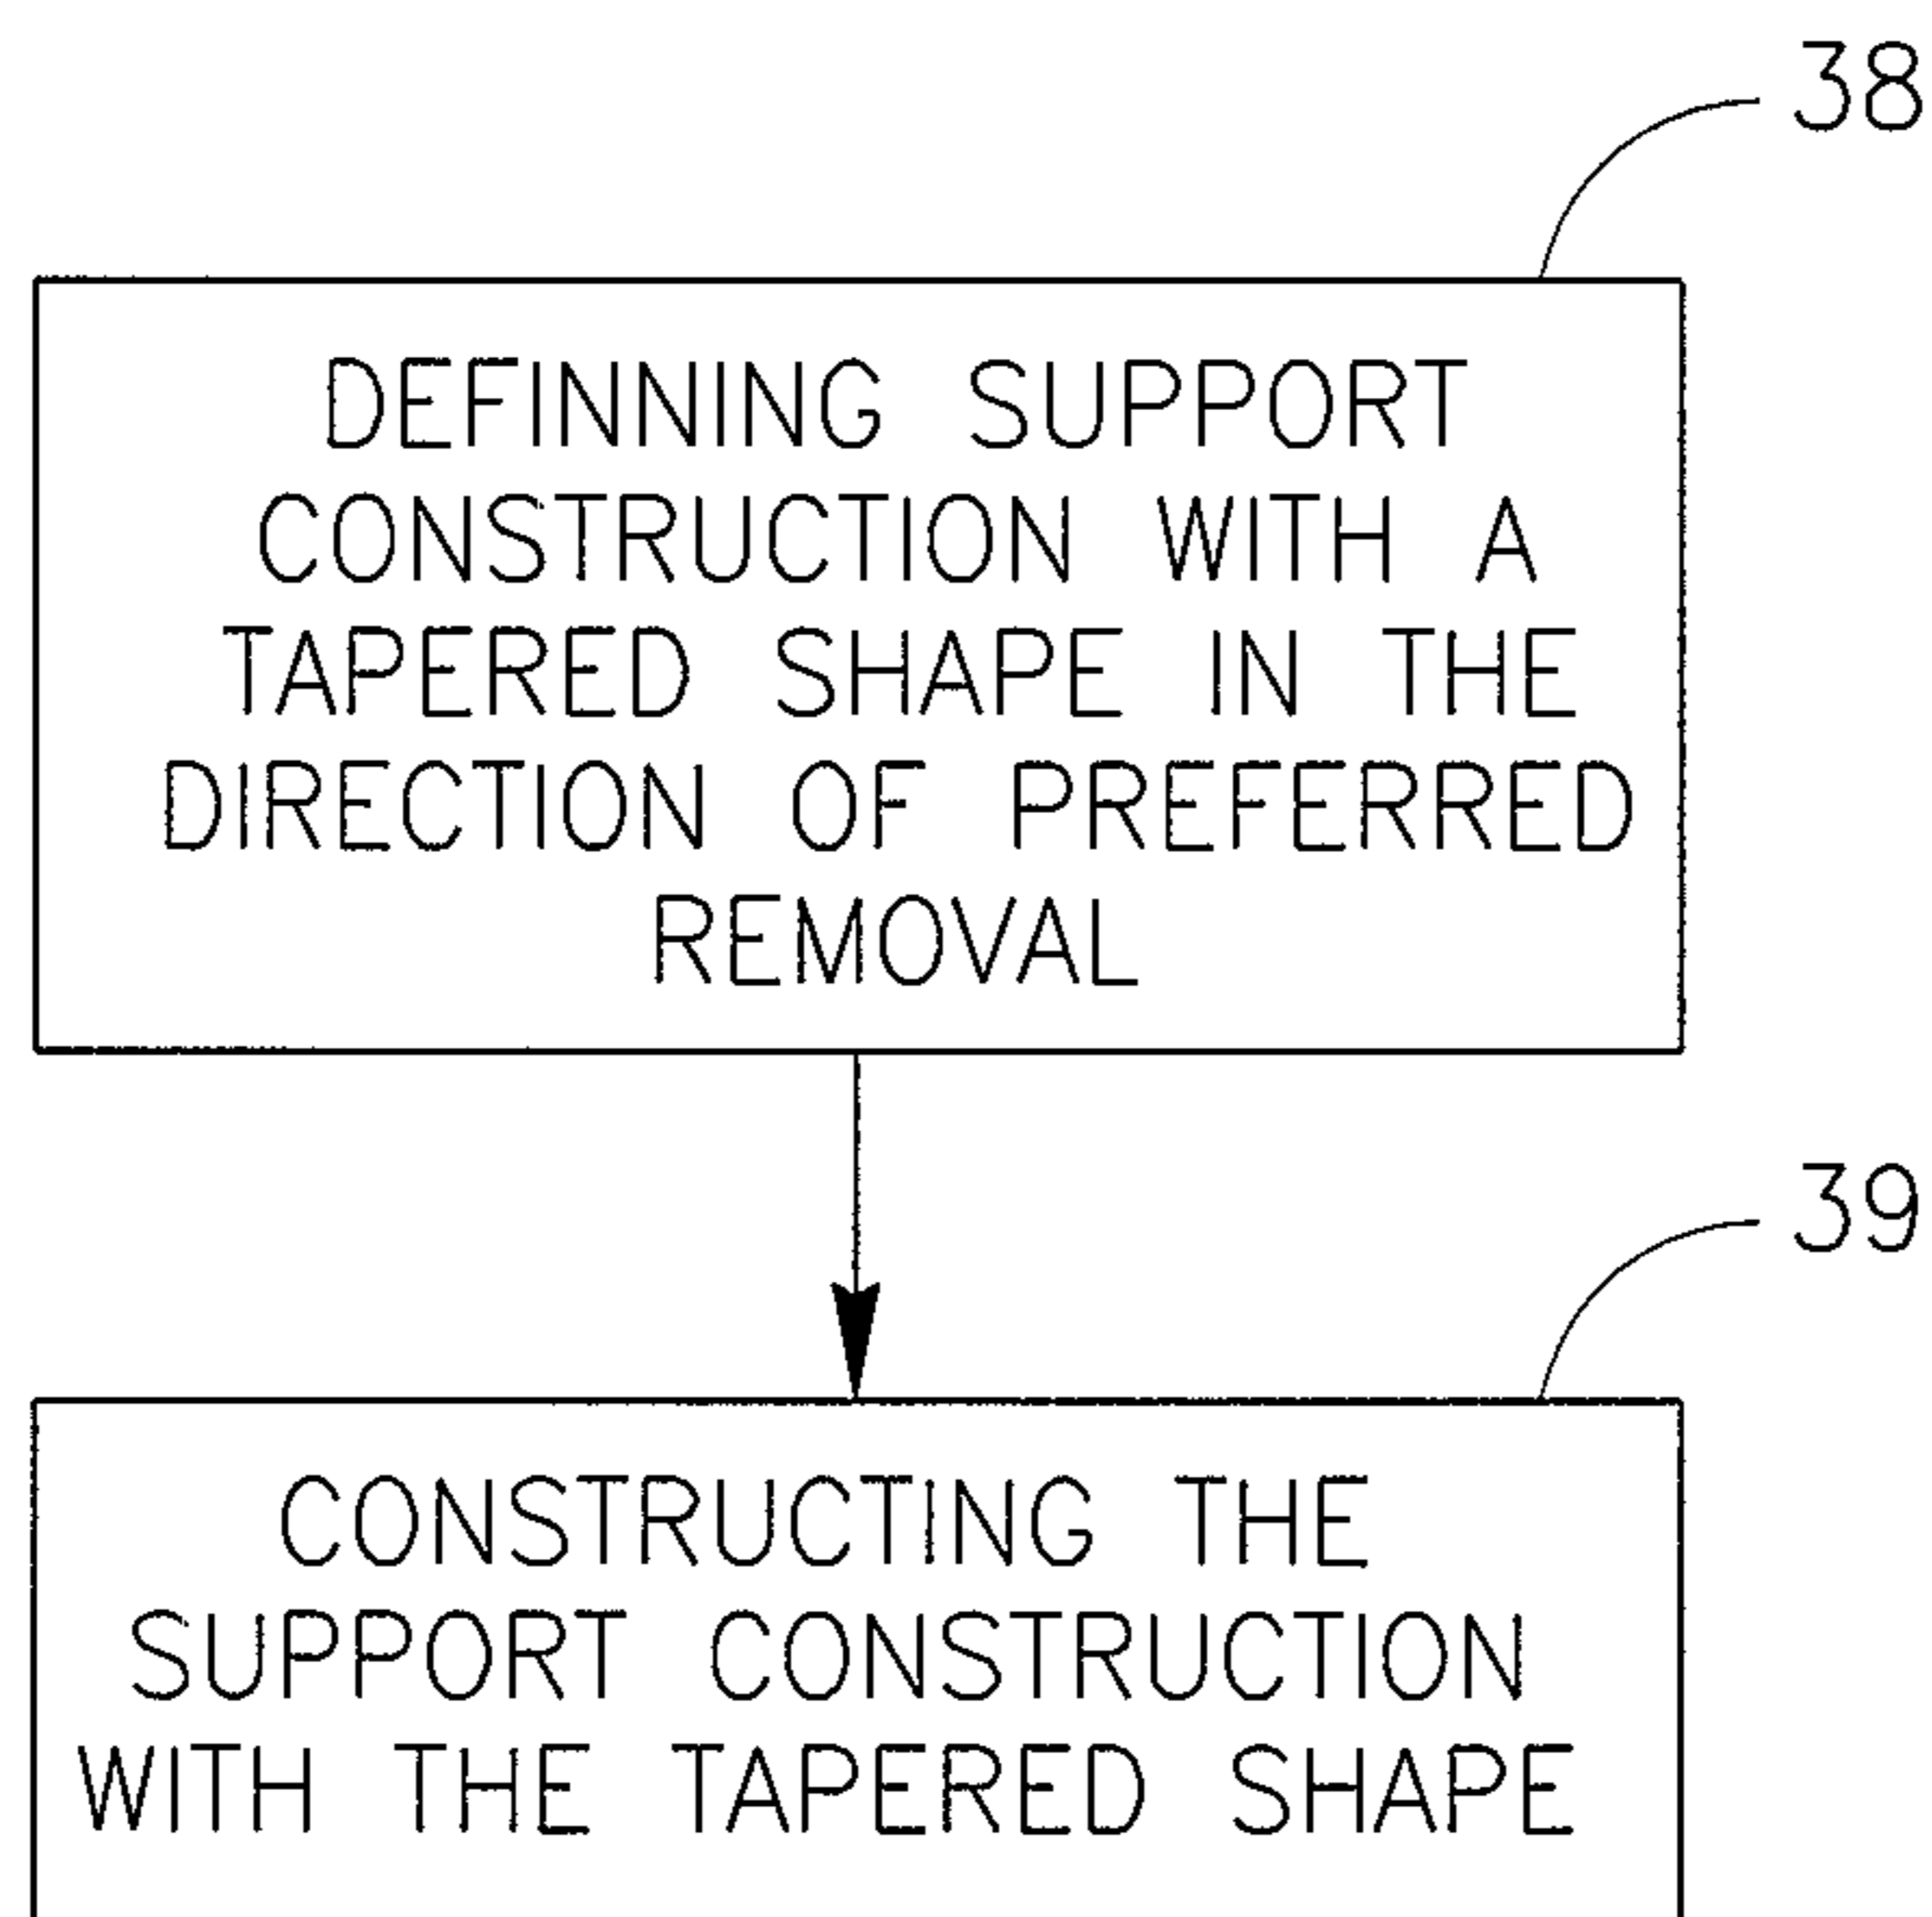 38
DEFINNING SUPPORT
CONSTRUCTION WITH A
TAPERED SHAPE IN THE
DIRECTION OF PREFERRED
REMOVAL
39
CONSTRUCTING THE
SUPPORT CONSTRUCTION
WITH THE TAPERED SHAPE